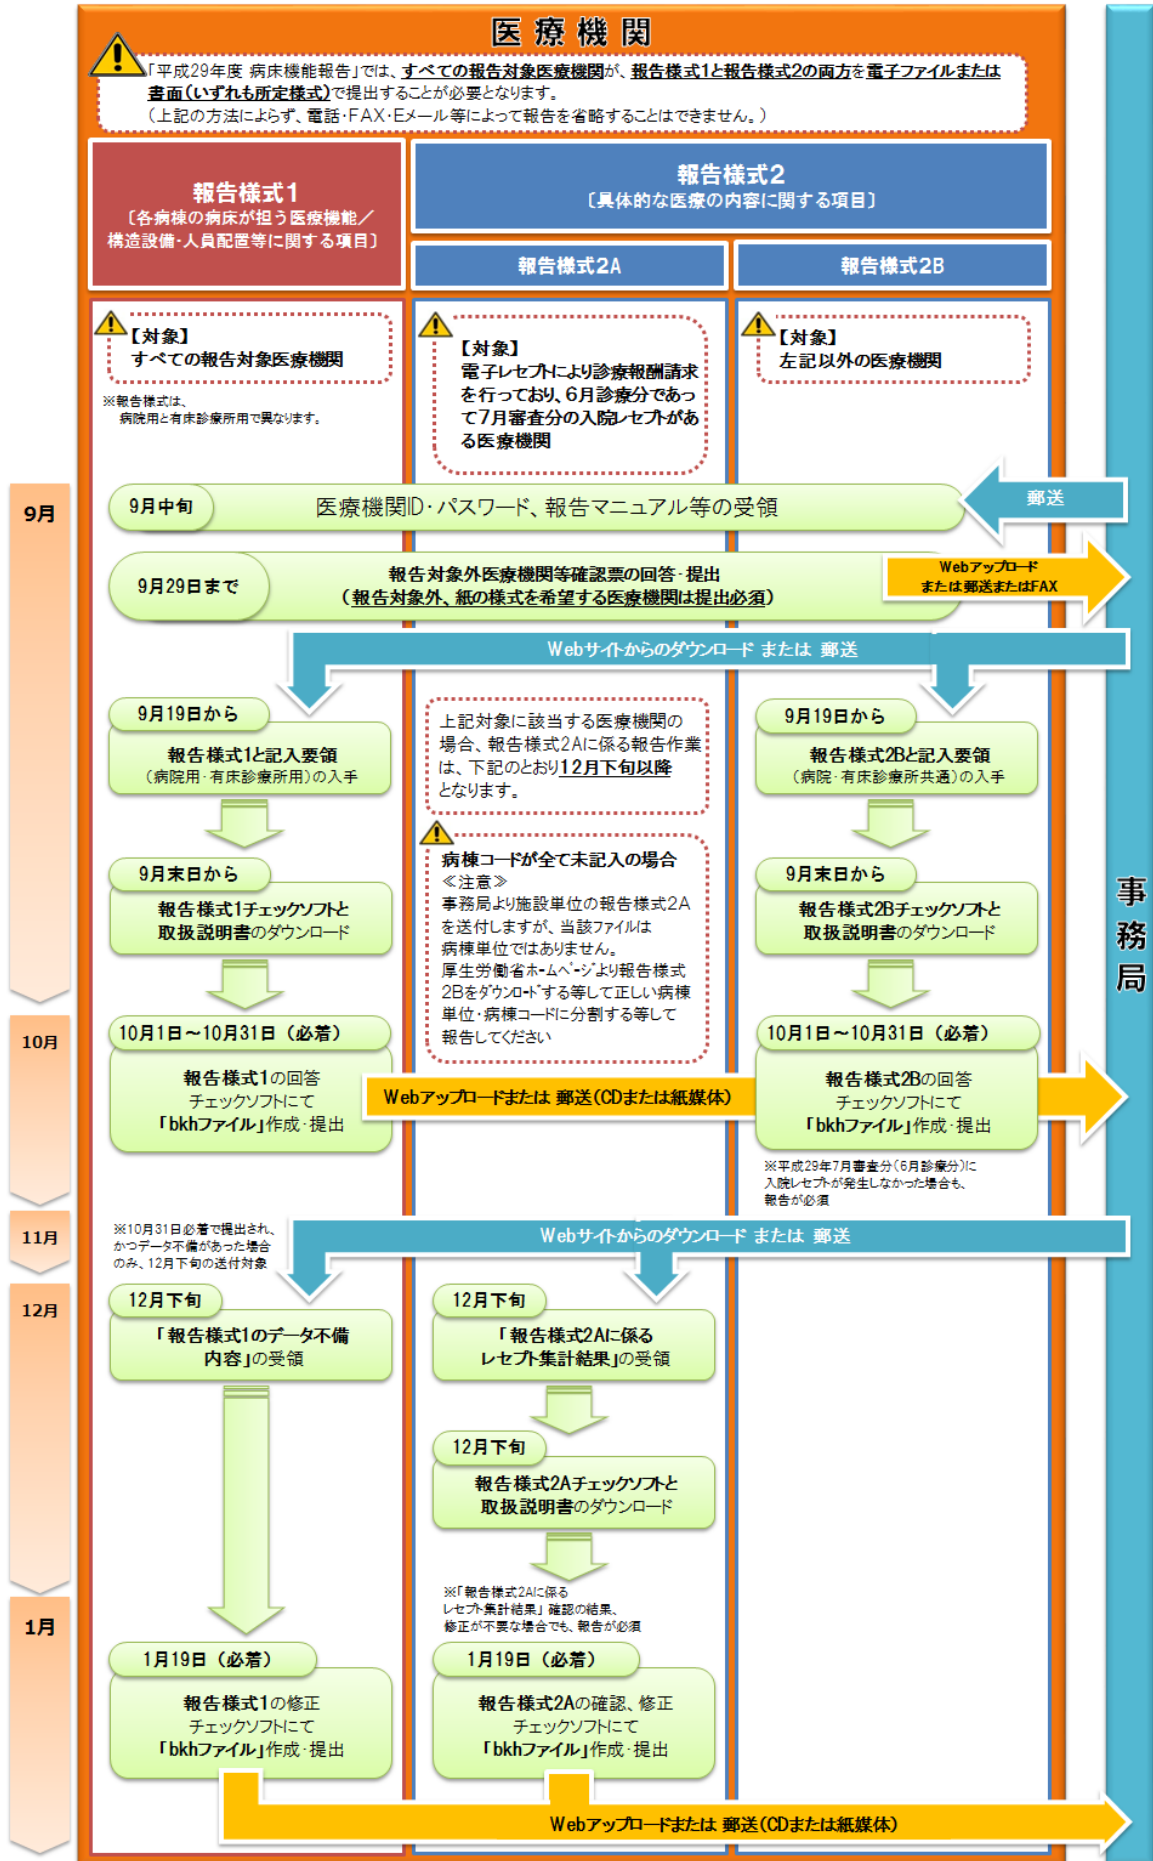 医療機関
「平成29年度 病床機能報告」では、すべての報告対象医療機関が、報告様式1と報告様式2の両方を電子ファイルまたは
書面(いずれも所定様式)で提出することが必要となります。
(上記の方法によらず、電話・FAX・Eメール等によって報告を省略することはできません。)
報告様式1
〔各病棟の病床が担う医療機能／
構造設備・人員配置等に関する項目〕
報告様式2
〔具体的な医療の内容に関する項目〕
報告様式2A
報告様式2B
【対象】
すべての報告対象医療機関
※報告様式は、
病院用と有床診療所用で異なります。
【対象】
電子レセプトにより診療報酬請求
を行っており、6月診療分であっ
て7月審査分の入院レセプトがあ
る医療機関
【対象】
左記以外の医療機関
9月
9月中旬
医療機関ID・パスワード、報告マニュアル等の受領
郵送
9月29日まで
報告対象外医療機関等確認票の回答・提出
(報告対象外、紙の様式を希望する医療機関は提出必須)
Webアップロード
または郵送またはFAX
Webサイトからのダウンロード または 郵送
9月19日から
報告様式1と記入要領
(病院用・有床診療所用)の入手
上記対象に該当する医療機関の
場合、報告様式2Aに係る報告作業
は、下記のとおり12月下旬以降
となります。
9月19日から
報告様式2Bと記入要領
(病院・有床診療所共通)の入手
9月末日から
報告様式1チェックソフトと
取扱説明書のダウンロード
病棟コードが全て未記入の場合
≪注意≫
事務局より施設単位の報告様式2A
を送付しますが、当該ファイルは
病棟単位ではありません。
厚生労働省ホームページより報告様式
2Bをダウンロードする等して正しい病棟
単位・病棟コードに分割する等して
報告してください
9月末日から
報告様式2Bチェックソフトと
取扱説明書のダウンロード
事務局
10月
10月1日～10月31日（必着）
報告様式1の回答
チェックソフトにて
「bkhファイル」作成・提出
Webアップロードまたは 郵送(CDまたは紙媒体)
10月1日～10月31日（必着）
報告様式2Bの回答
チェックソフトにて
「bkhファイル」作成・提出
※平成29年7月審査分(6月診療分)に
入院レセプトが発生しなかった場合も、
報告が必須
11月
※10月31日必着で提出され、
かつデータ不備があった場合
のみ、12月下旬の送付対象
Webサイトからのダウンロード または 郵送
12月
12月下旬
「報告様式1のデータ不備
内容」の受領
12月下旬
「報告様式2Aに係る
レセプト集計結果」の受領
12月下旬
報告様式2Aチェックソフトと
取扱説明書のダウンロード
※「報告様式2Aに係る
レセプト集計結果」確認の結果、
修正が不要な場合でも、報告が必須
1月
1月19日（必着）
報告様式1の修正
チェックソフトにて
「bkhファイル」作成・提出
1月19日（必着）
報告様式2Aの確認、修正
チェックソフトにて
「bkhファイル」作成・提出
Webアップロードまたは 郵送(CDまたは紙媒体)